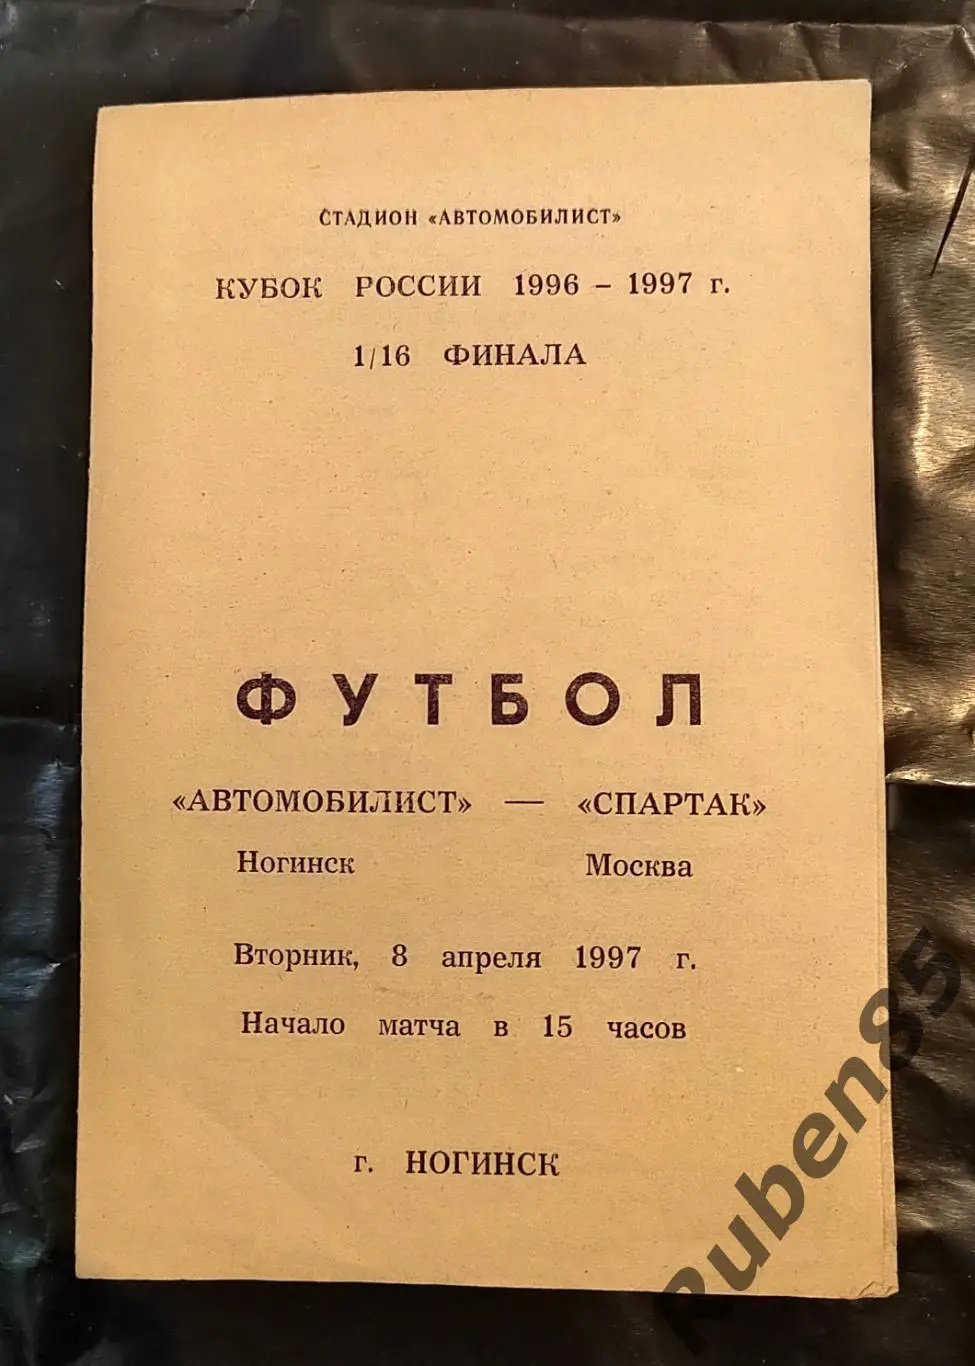 СТАДИОН «АВТОМОБИЛИСТ»
КУБОК РОССИИ 1996 – 1997 г.
1/16 ФИНАЛА
ФУТБОЛ
«АВТОМОБИЛИСТ» — «СПАРТАК»
Ногинск Москва
Вторник, 8 апреля 1997 г.
Начало матча в 15 часов
г. НОГИНСК
Ruben85